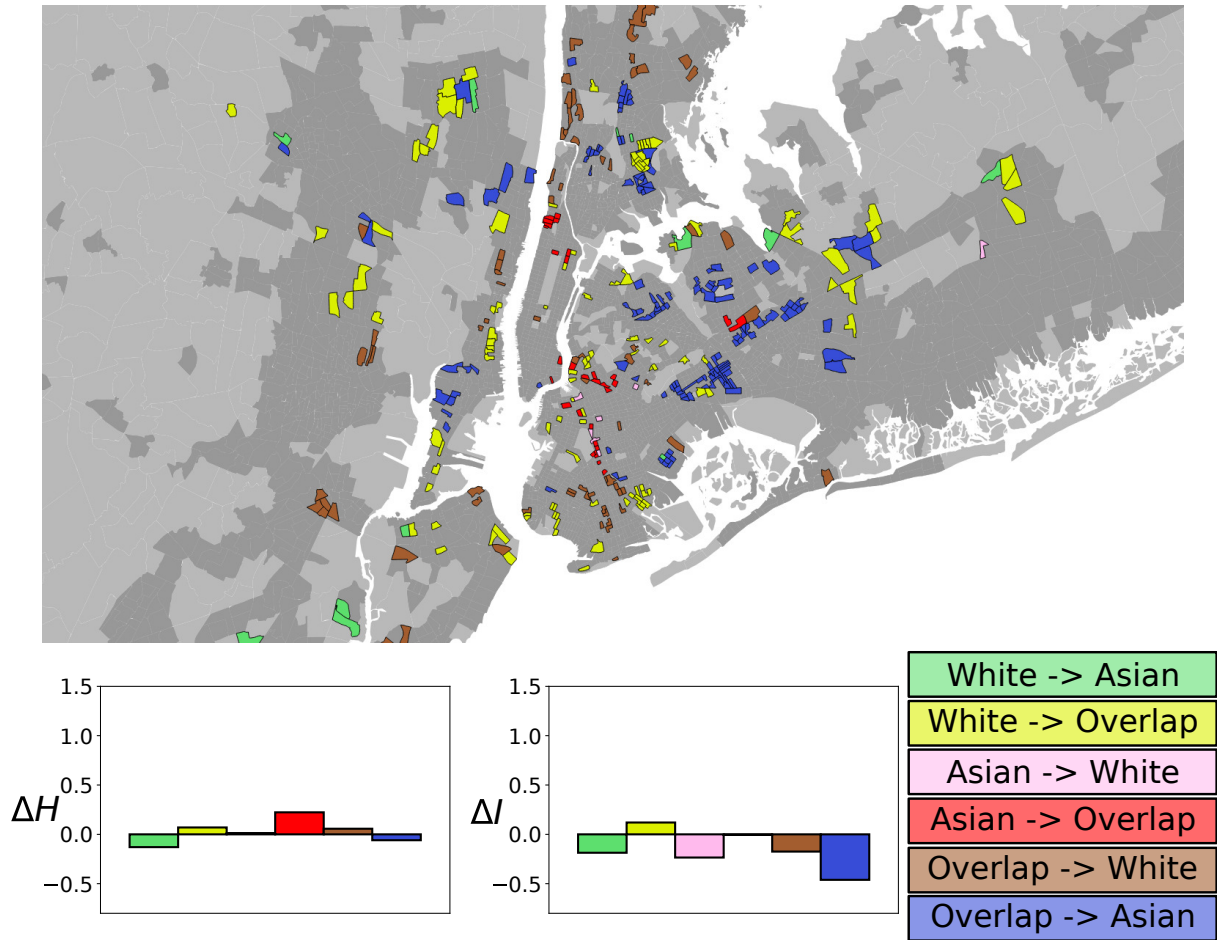 1.5
1.0
0.5
ΔH
0.0
−0.5
1.5
1.0
0.5
ΔI
0.0
−0.5
White -> Asian
White -> Overlap
Asian -> White
Asian -> Overlap
Overlap -> White
Overlap -> Asian